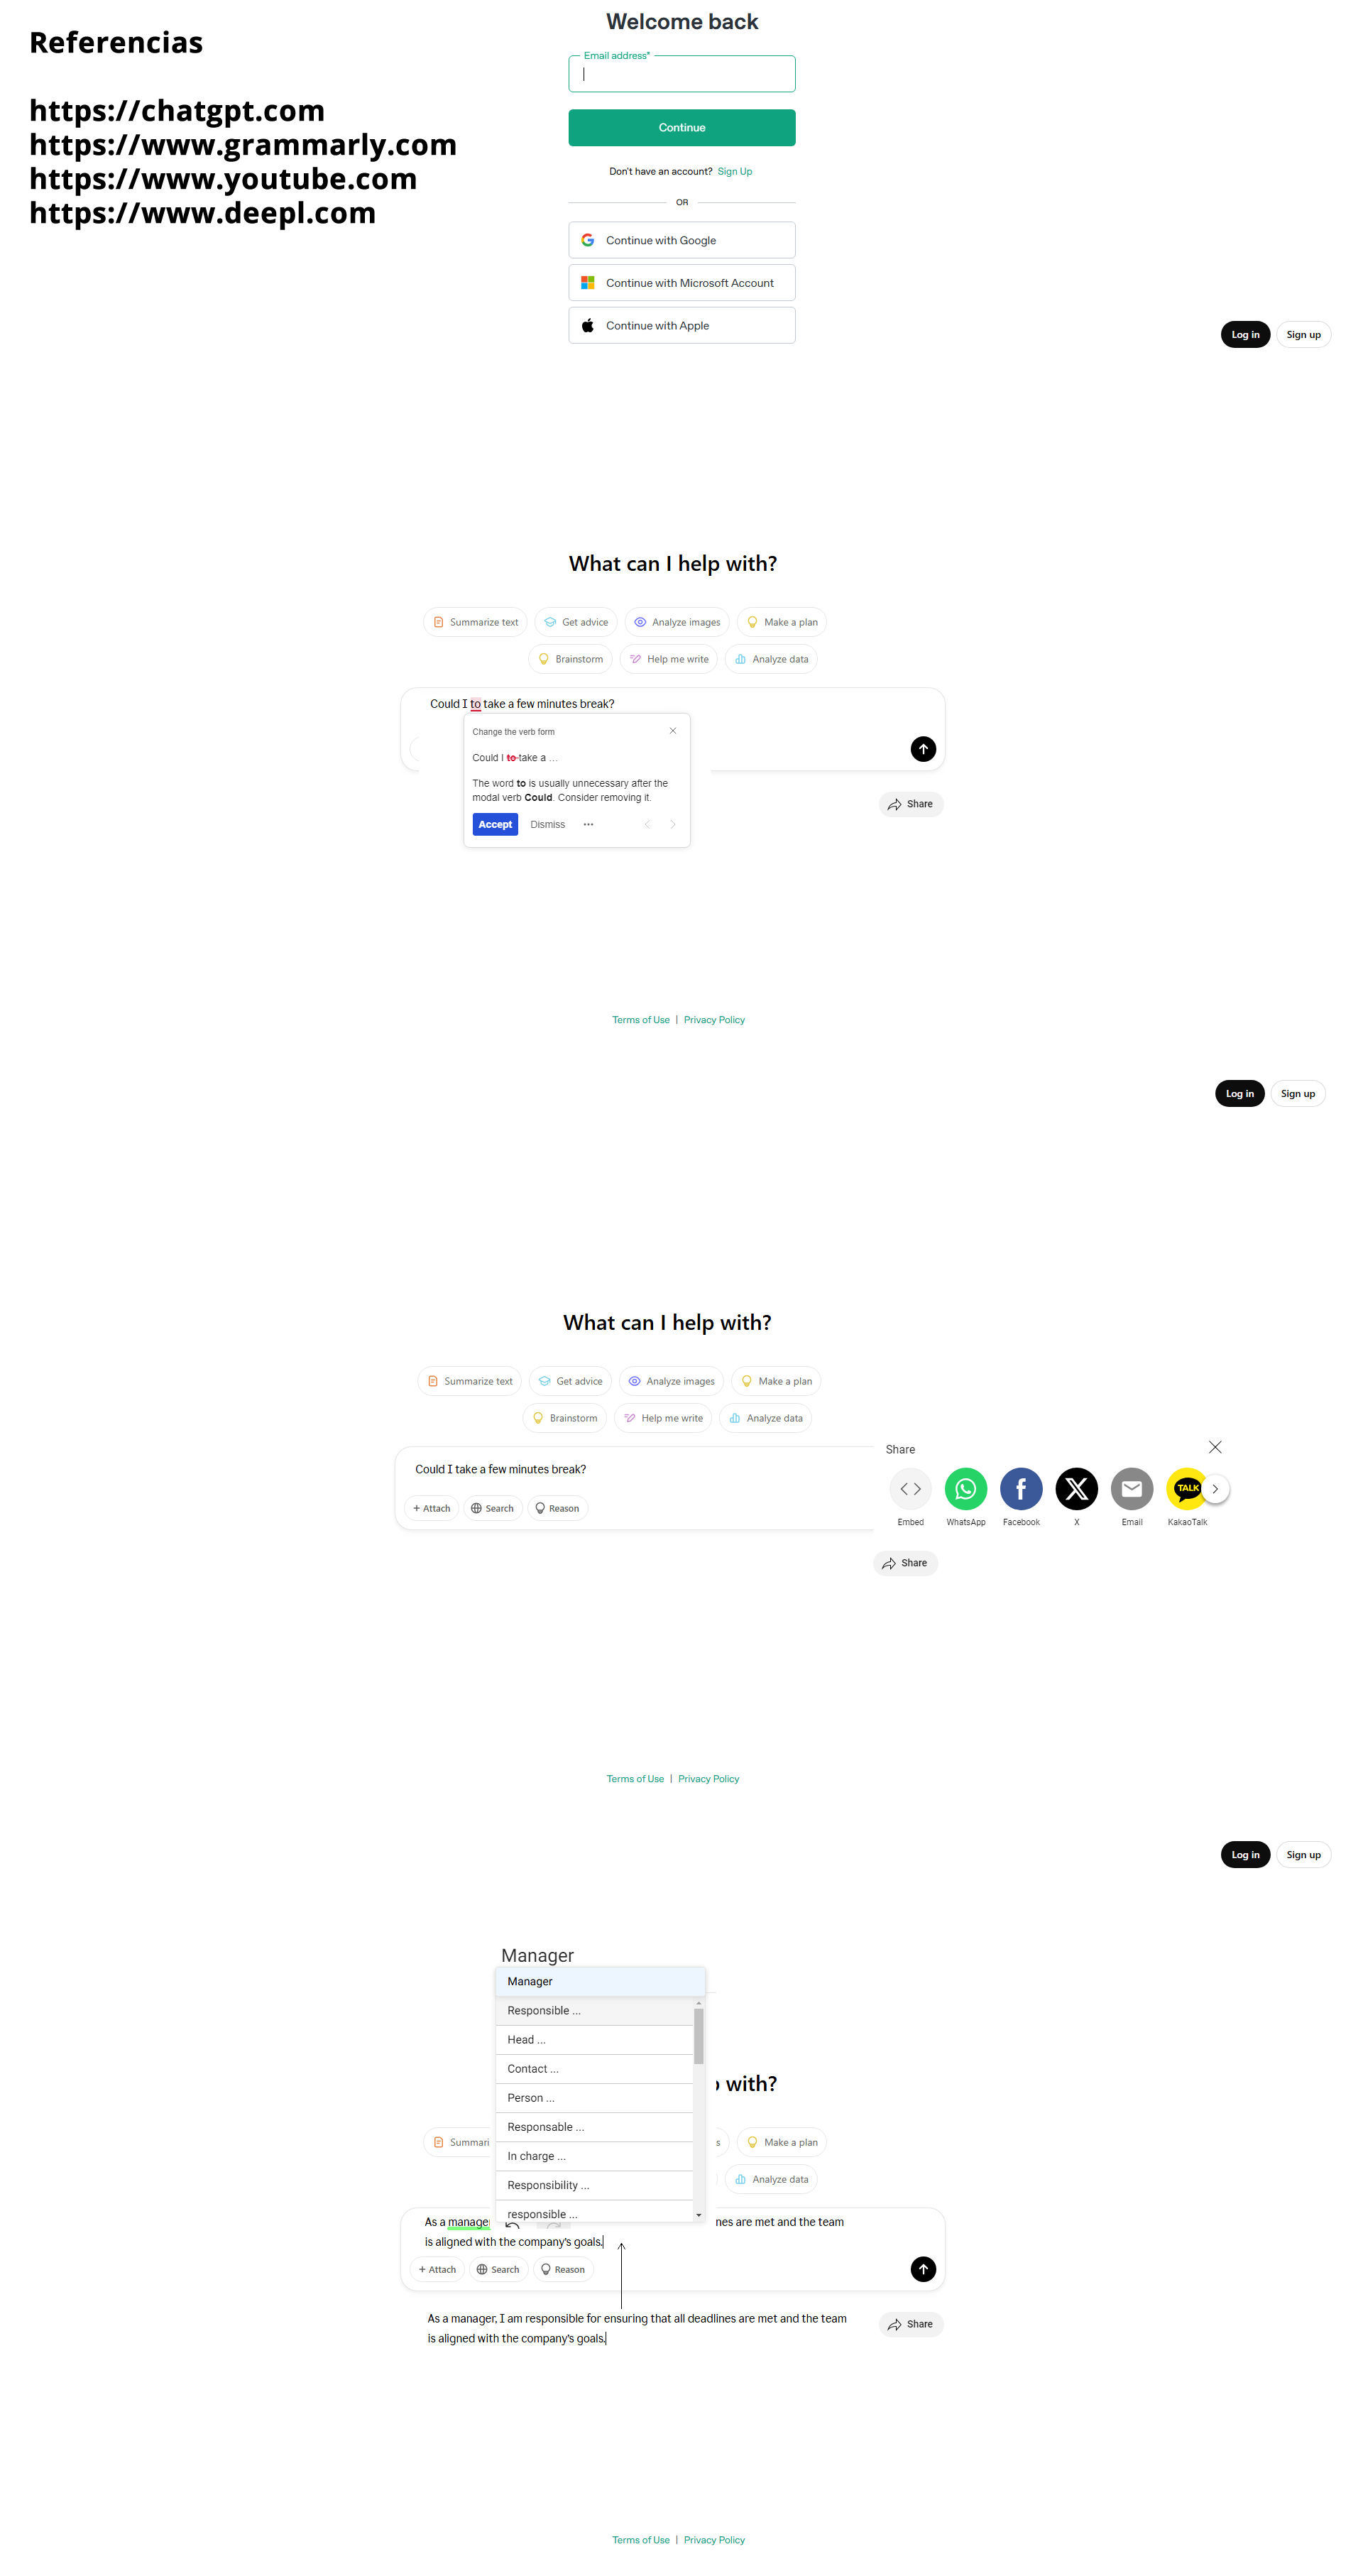 Referencias
https://chatgpt.com
https://www.grammarly.com
https://www.youtube.com
https://www.deepl.com
Welcome back
Email address*
Continue
Don't have an account? Sign Up
OR
Continue with Google
Continue with Microsoft Account
Continue with Apple
Log in Sign up
What can I help with?
Summarize text Get advice Analyze images Make a plan
Brainstorm Help me write Analyze data
Could I to take a few minutes break?
Change the verb form
Could I to take a ...
The word to is usually unnecessary after the
modal verb Could. Consider removing it.
Accept Dismiss
Share
Terms of Use | Privacy Policy
Log in Sign up
What can I help with?
Summarize text Get advice Analyze images Make a plan
Brainstorm Help me write Analyze data
Could I take a few minutes break?
+ Attach Search Reason
Share
TALK
Embed WhatsApp Facebook X Email KakaoTalk
Share
Terms of Use | Privacy Policy
Log in Sign up
Manager
Manager
Responsible ...
Head ...
Contact ...
Person ...
Responsable ...
In charge ...
Responsibility ...
responsible ...
with?
Summari s Make a plan
Analyze data
As a manager nes are met and the team
is aligned with the company's goals.
+ Attach Search Reason
As a manager, I am responsible for ensuring that all deadlines are met and the team
is aligned with the company's goals.
Share
Terms of Use | Privacy Policy